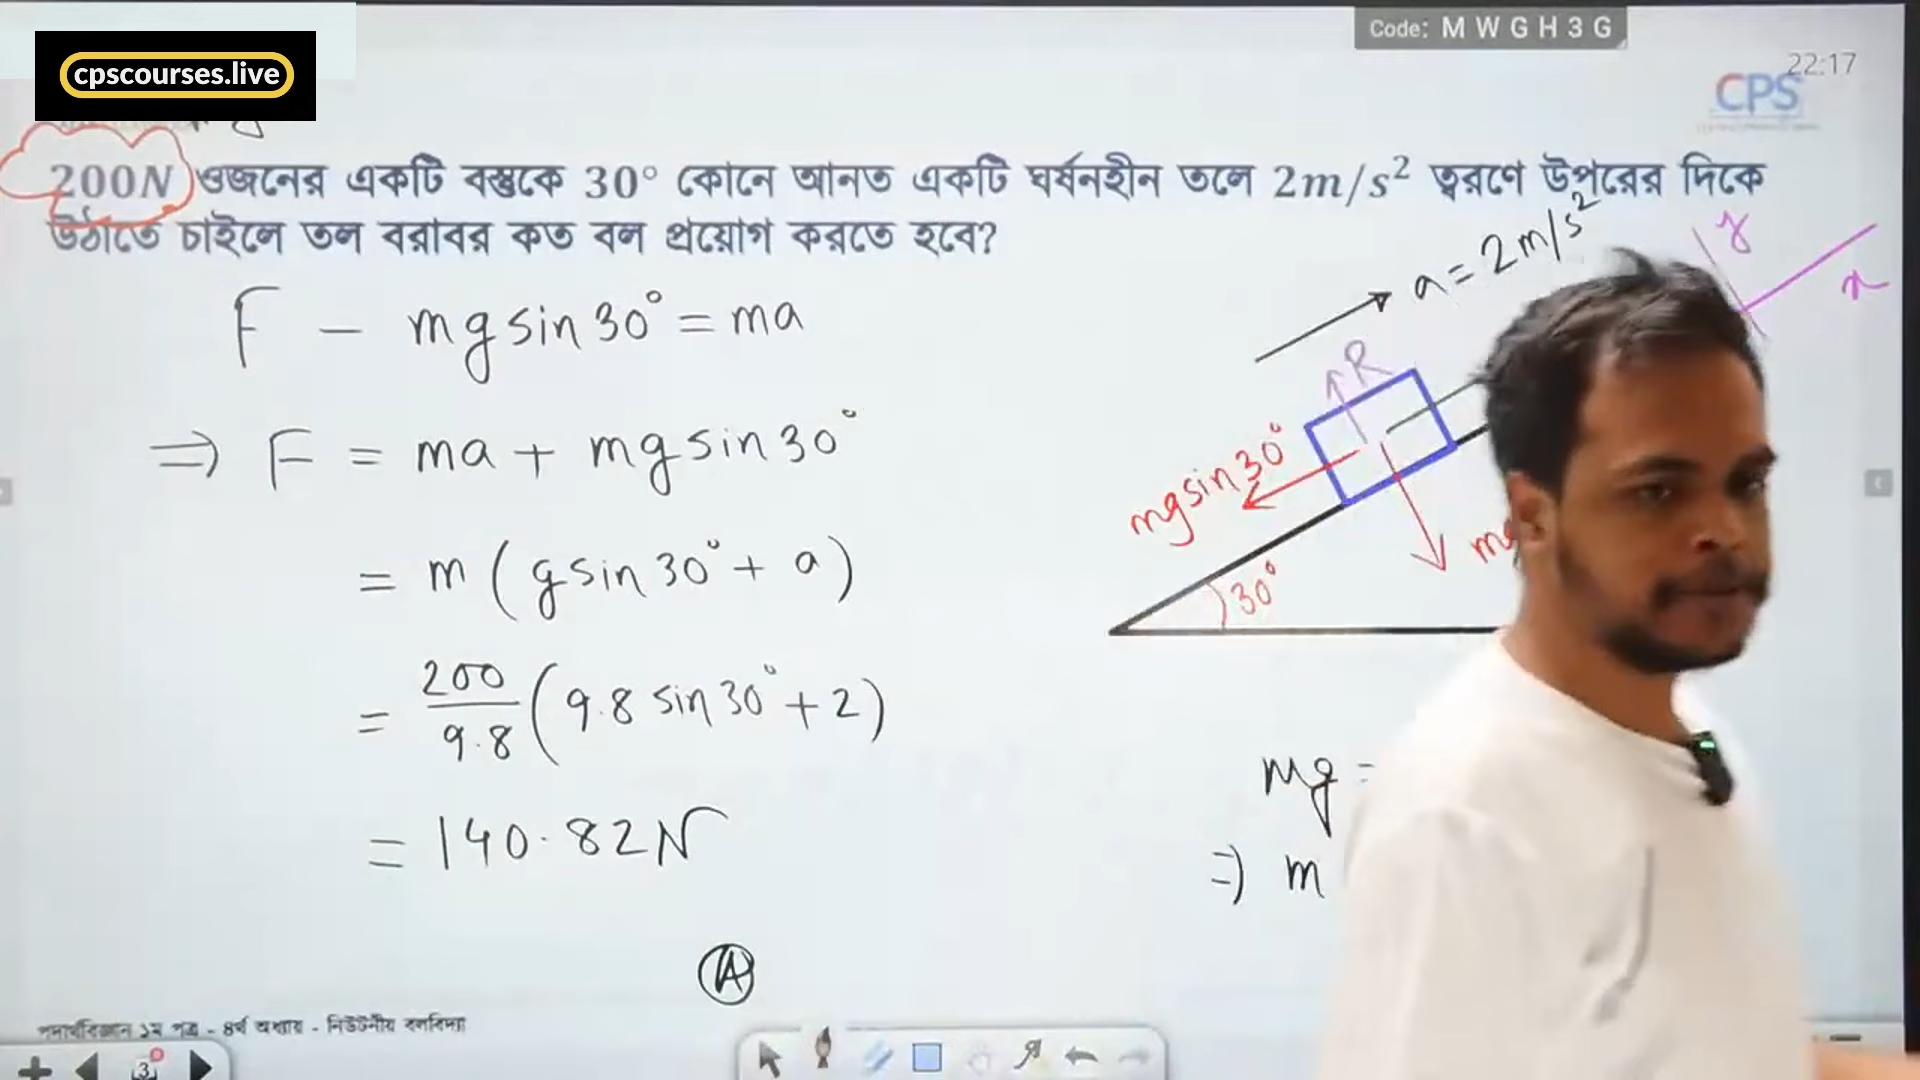 cpscourses.live
Code: M W G H 3 G
22:17
CPS
200N ওজনের একটি বস্তুকে 30° কোনে আনত একটি ঘর্ষনহীন তলে 2m/s² ত্বরণে উপরের দিকে
উঠাতে চাইলে তল বরাবর কত বল প্রয়োগ করতে হবে?
F - mg sin 30° = ma
⇒ F = ma + mg sin 30°
= m (g sin 30° + a)
= 200/9.8 (9.8 sin 30° + 2)
= 140.82 N
A
a = 2 m/s²
y
x
R
mg sin 30°
30°
mg =
⇒ m
পদার্থবিজ্ঞান ১ম পত্র - ৪র্থ অধ্যায় - নিউটনীয় বলবিদ্যা
3